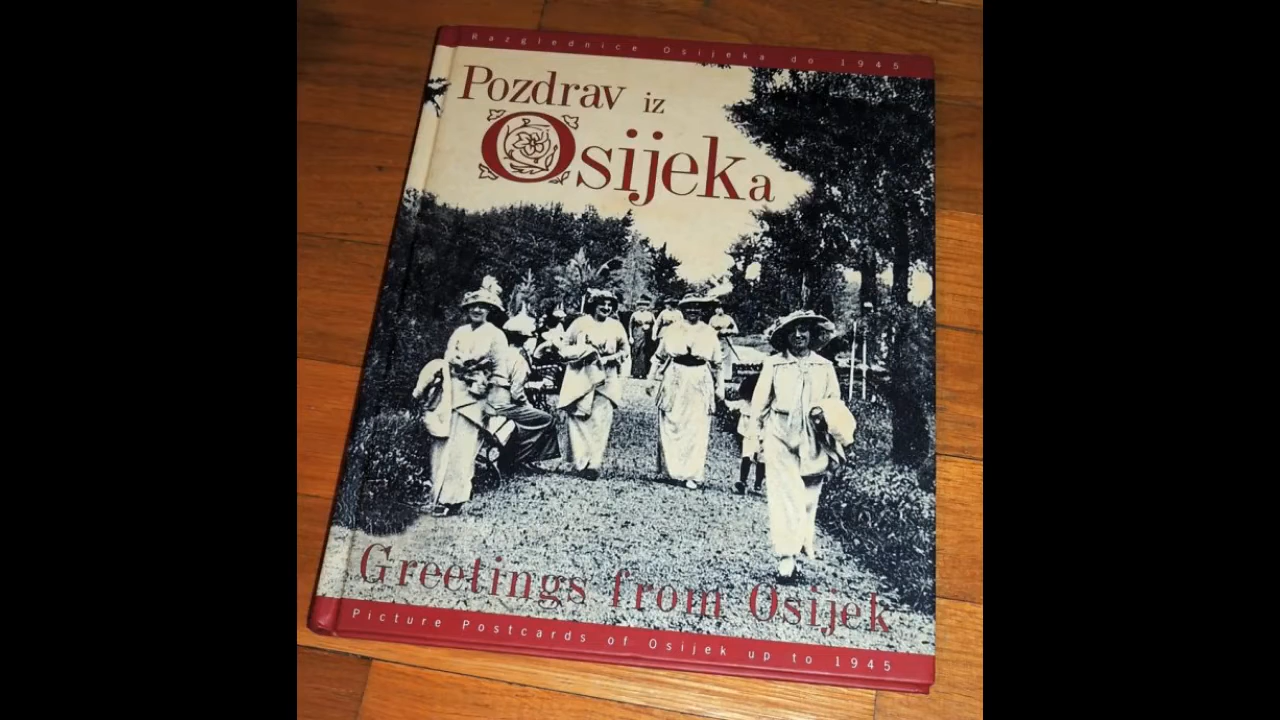 Razglednice Osijeka do 1945
Pozdrav iz
Osijeka
Greetings from Osijek
Picture Postcards of Osijek up to 1945